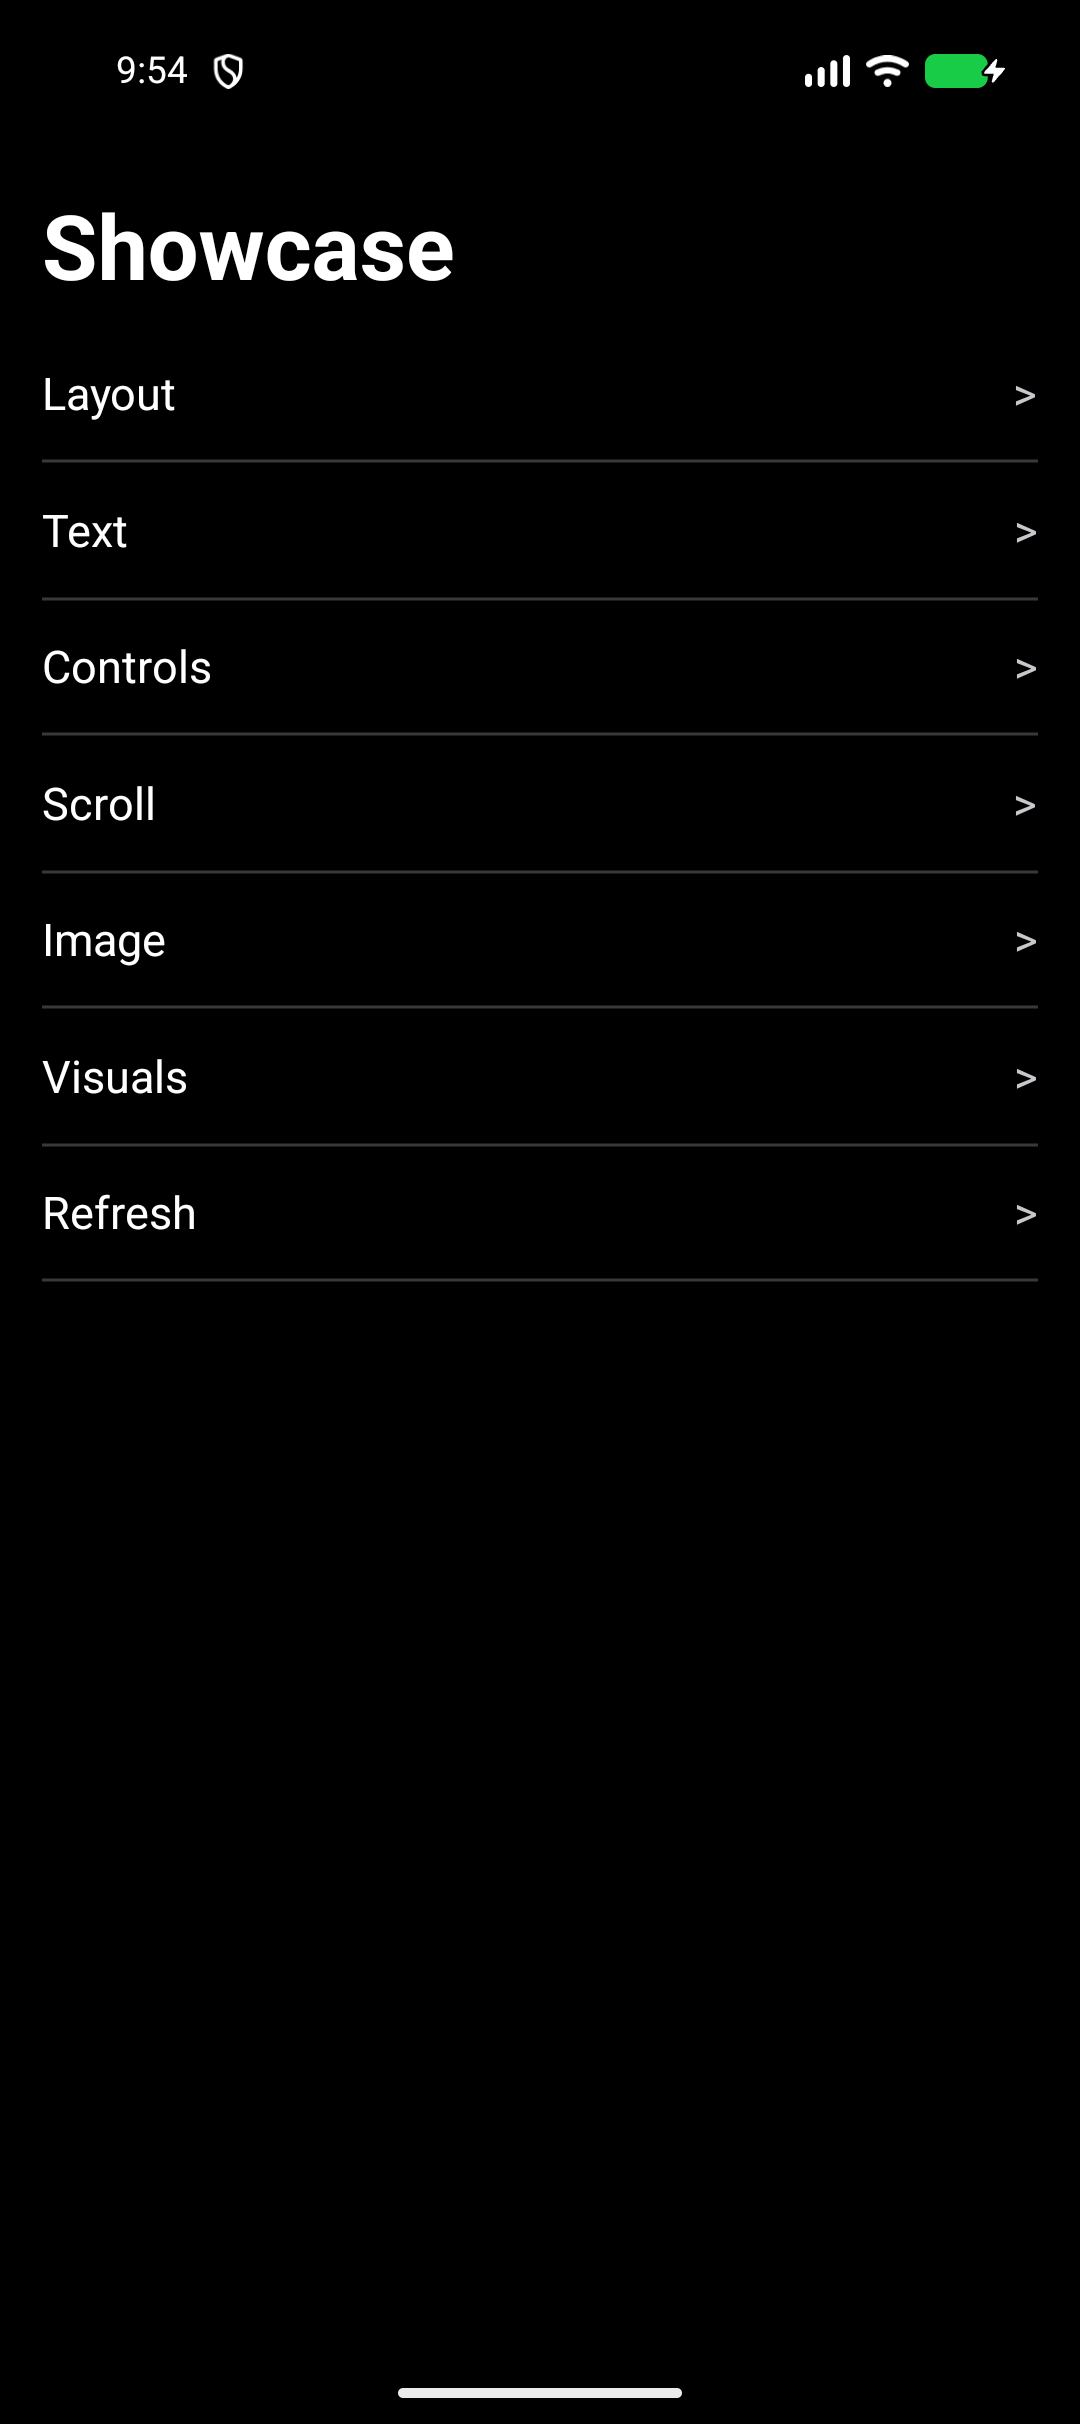 9:54
Showcase
Layout >
Text >
Controls >
Scroll >
Image >
Visuals >
Refresh >